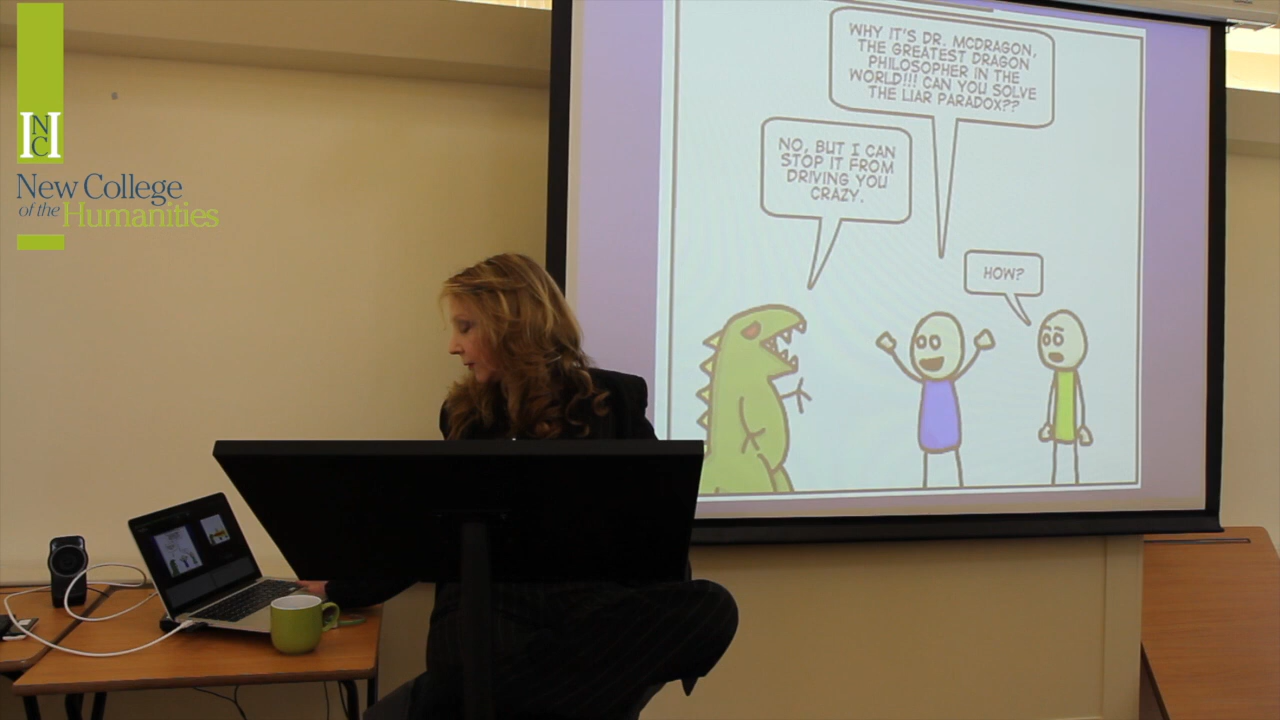 NCH
New College
of the Humanities
WHY IT'S DR. MCDRAGON,
THE GREATEST DRAGON
PHILOSOPHER IN THE
WORLD!!! CAN YOU SOLVE
THE LIAR PARADOX??
NO, BUT I CAN
STOP IT FROM
DRIVING YOU
CRAZY.
HOW?